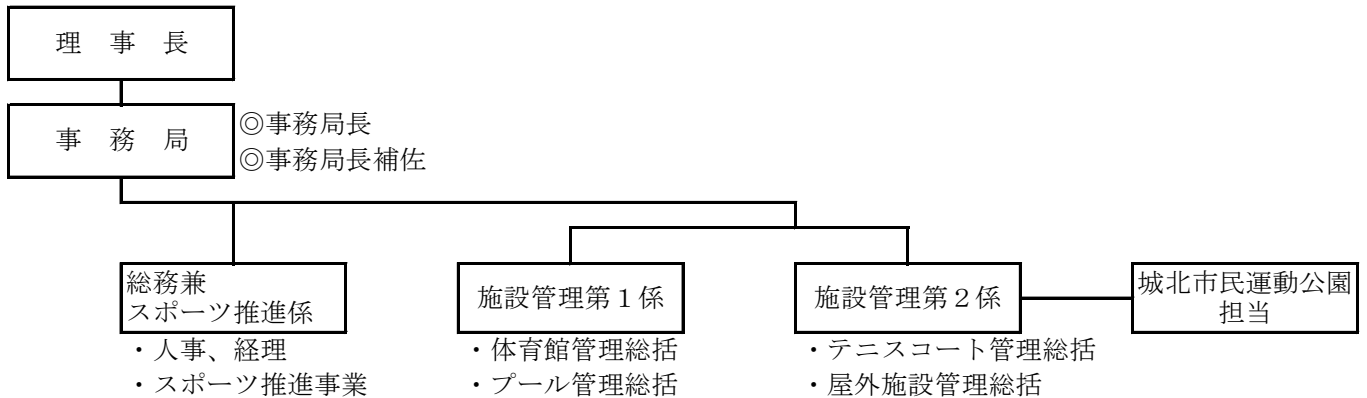 理　事　長
事　務　局
◎事務局長
◎事務局長補佐
総務兼
スポーツ推進係
・人事、経理
・スポーツ推進事業
施設管理第１係
・体育館管理総括
・プール管理総括
施設管理第２係
・テニスコート管理総括
・屋外施設管理総括
城北市民運動公園
担当